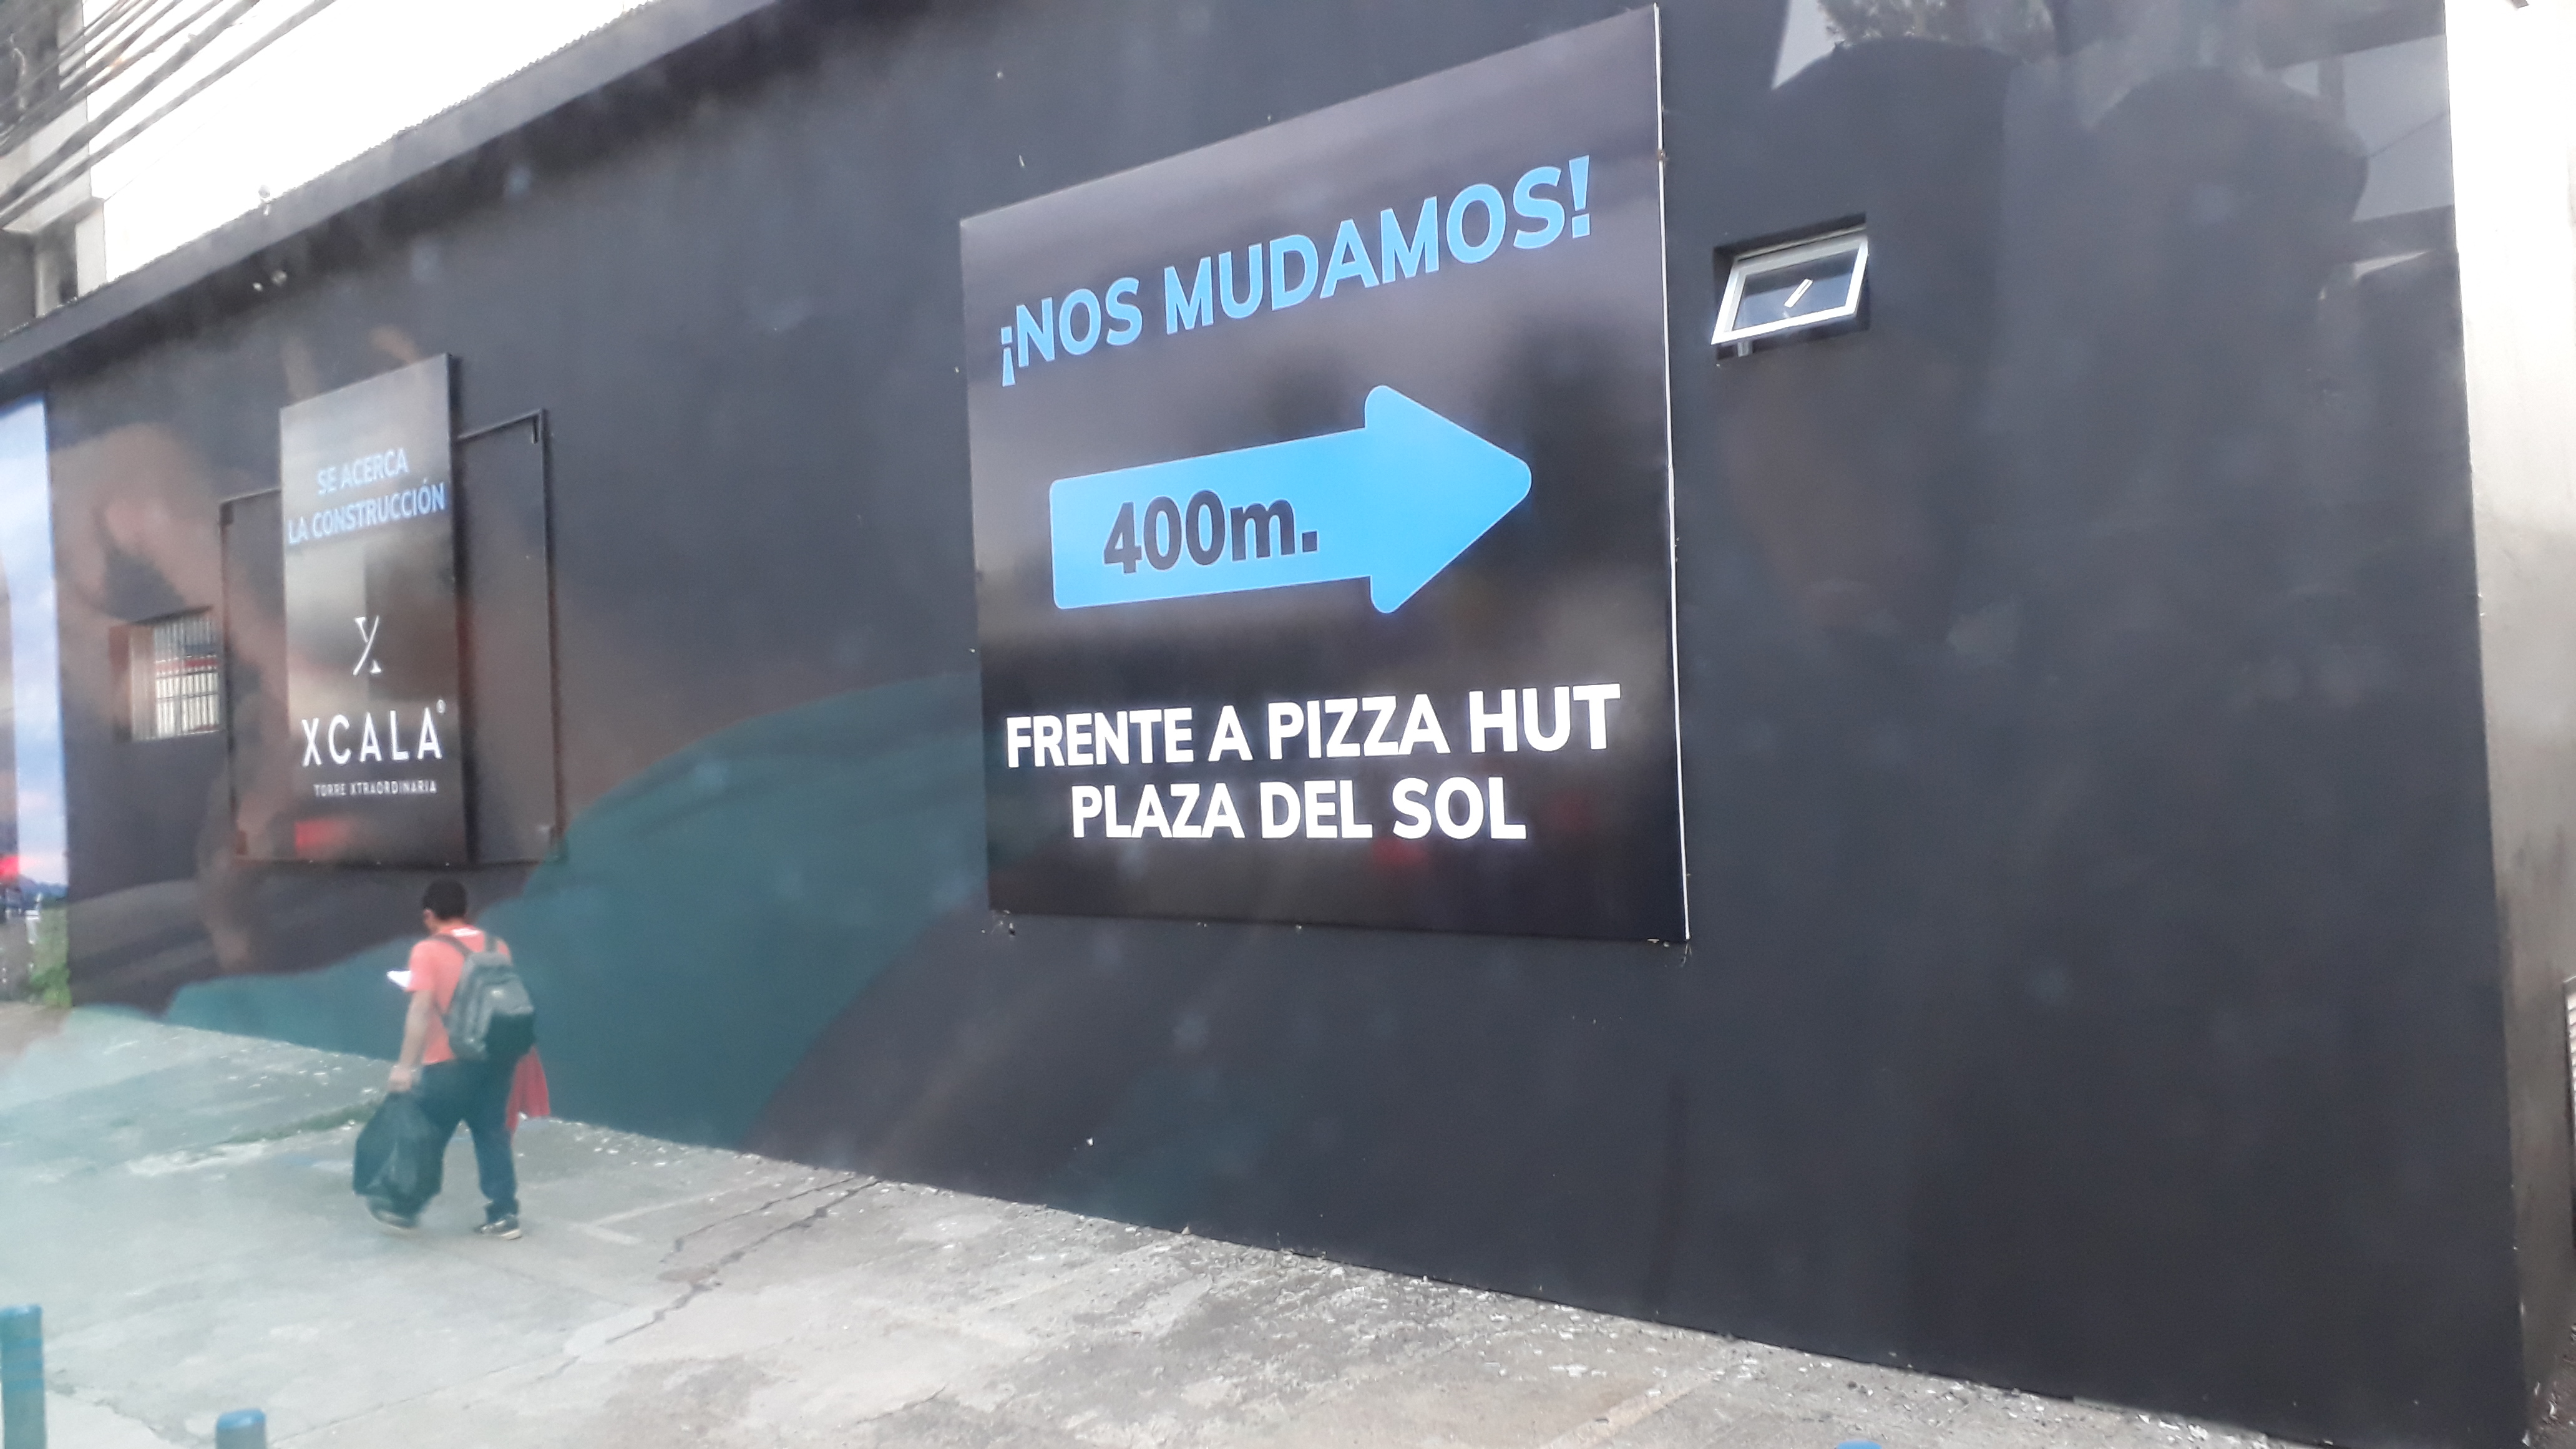 SE ACERCA
LA CONSTRUCCIÓN
X
XCALA®
TORRE XTRAORDINARIA
¡NOS MUDAMOS!
400m.
FRENTE A PIZZA HUT
PLAZA DEL SOL